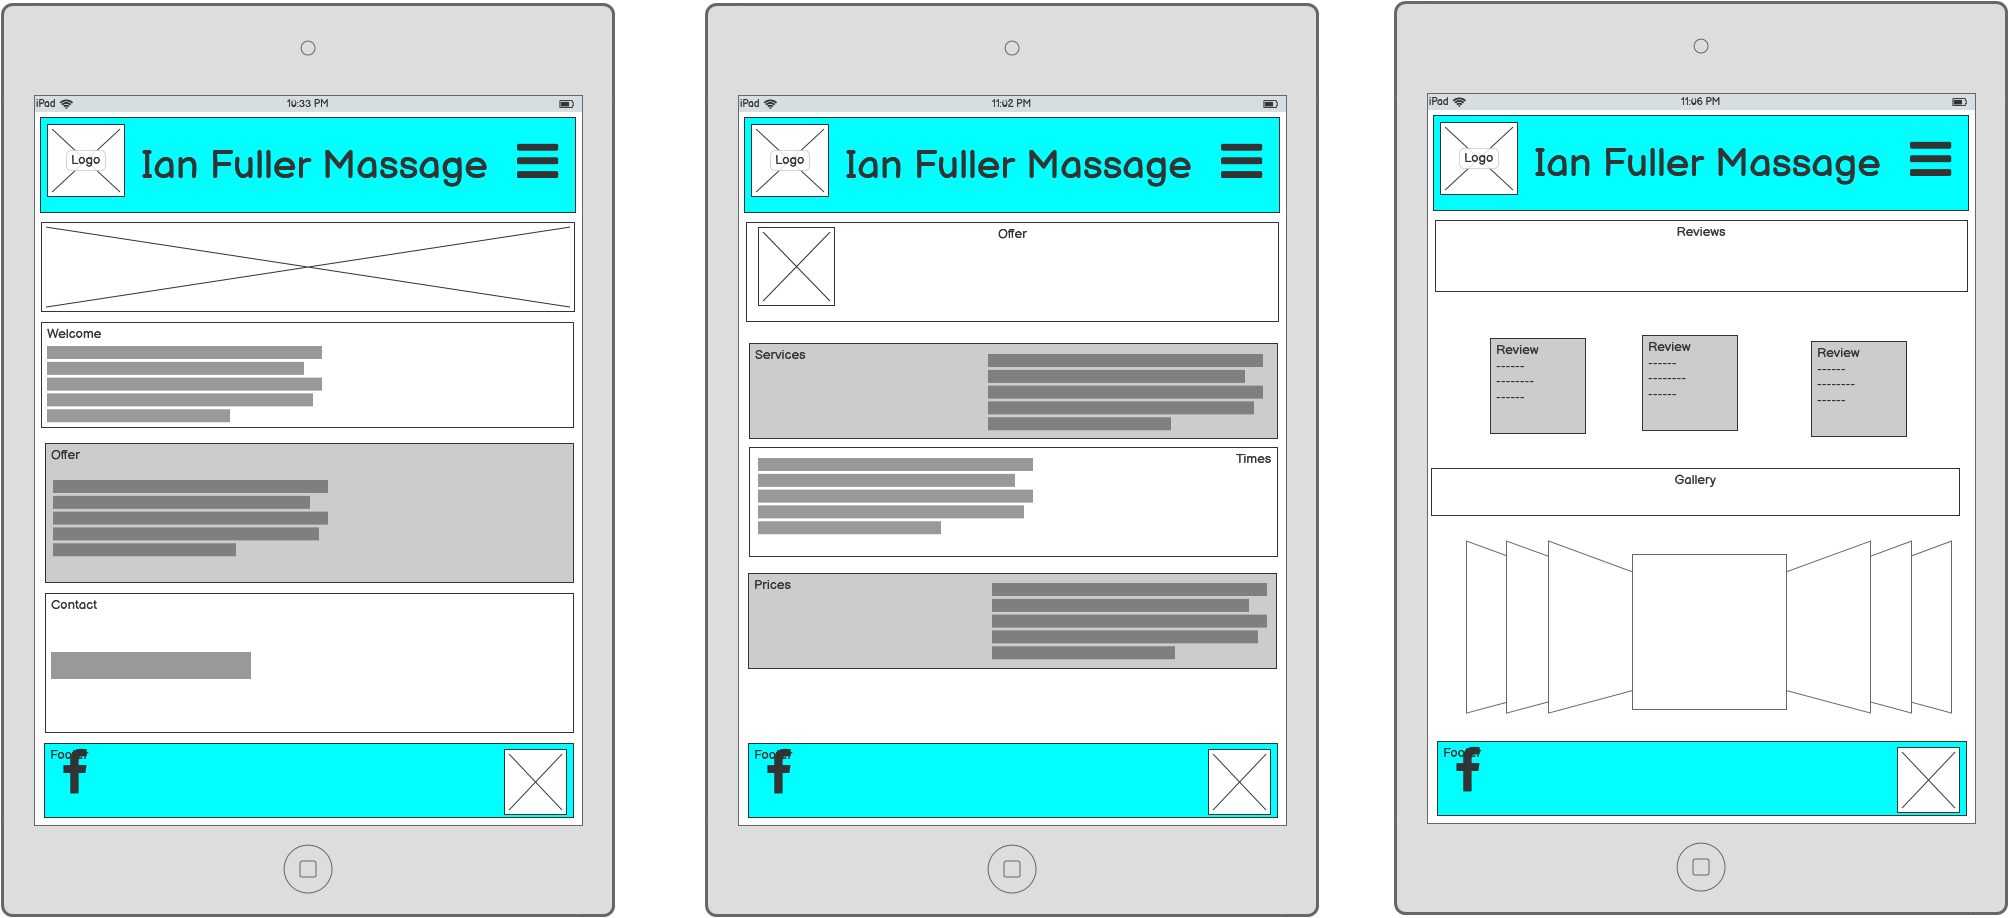 iPad 10:33 PM
Logo
Ian Fuller Massage
Welcome
Offer
Contact
Footer
f
iPad 11:02 PM
Logo
Ian Fuller Massage
Offer
Services
Times
Prices
Footer
f
iPad 11:06 PM
Logo
Ian Fuller Massage
Reviews
Review
------
--------
------
Review
------
--------
------
Review
------
--------
------
Gallery
Footer
f